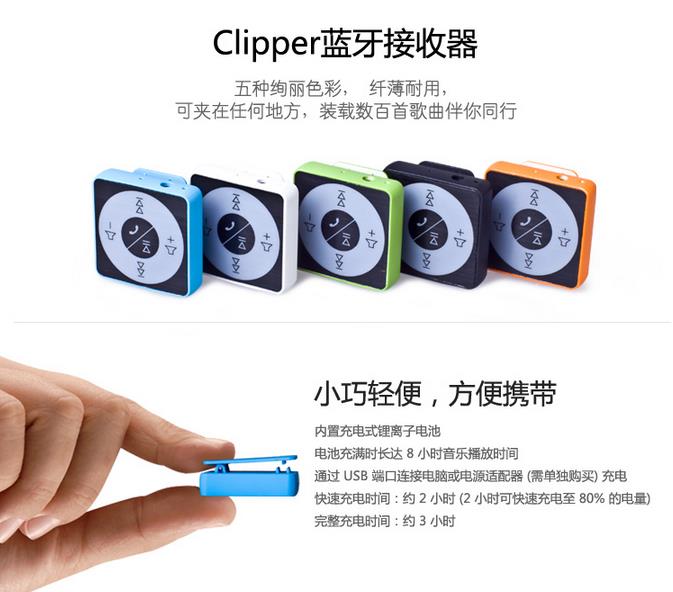 Clipper蓝牙接收器
五种绚丽色彩， 纤薄耐用，
可夹在任何地方，装载数百首歌曲伴你同行
小巧轻便，方便携带
内置充电式锂离子电池
电池充满时长达 8 小时音乐播放时间
通过 USB 端口连接电脑或电源适配器 (需单独购买) 充电
快速充电时间：约 2 小时 (2 小时可快速充电至 80% 的电量)
完整充电时间：约 3 小时